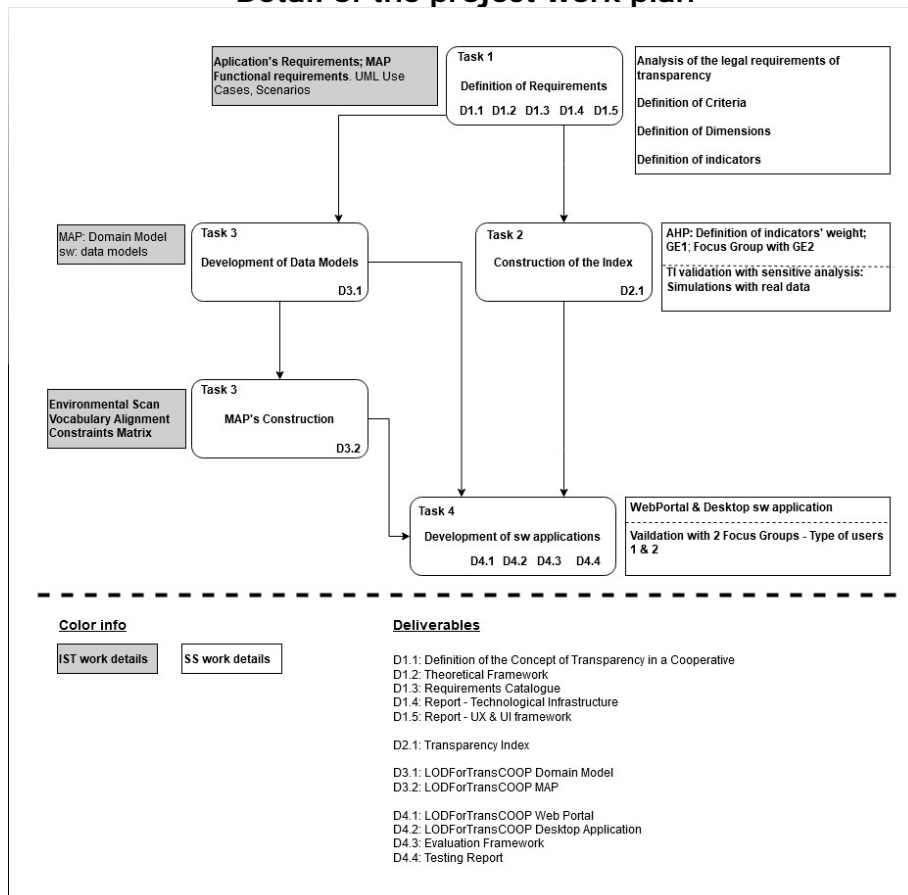 Detail of the project work plan
Aplication's Requirements; MAP
Functional requirements. UML Use
Cases, Scenarios
Task 1
Definition of Requirements
D1.1 D1.2 D1.3 D1.4 D1.5
Analysis of the legal requirements of
transparency
Definition of Criteria
Definition of Dimensions
Definition of indicators
MAP: Domain Model
sw: data models
Task 3
Development of Data Models
D3.1
Task 2
Construction of the Index
D2.1
AHP: Definition of indicators' weight;
GE1; Focus Group with GE2
TI validation with sensitive analysis:
Simulations with real data
Environmental Scan
Vocabulary Alignment
Constraints Matrix
Task 3
MAP's Construction
D3.2
Task 4
Development of sw applications
D4.1 D4.2 D4.3 D4.4
WebPortal & Desktop sw application
Vaildation with 2 Focus Groups - Type of users
1 & 2
Color info
IST work details
SS work details
Deliverables
D1.1: Definition of the Concept of Transparency in a Cooperative
D1.2: Theoretical Framework
D1.3: Requirements Catalogue
D1.4: Report - Technological Infrastructure
D1.5: Report - UX & UI framework
D2.1: Transparency Index
D3.1: LODForTransCOOP Domain Model
D3.2: LODForTransCOOP MAP
D4.1: LODForTransCOOP Web Portal
D4.2: LODForTransCOOP Desktop Application
D4.3: Evaluation Framework
D4.4: Testing Report